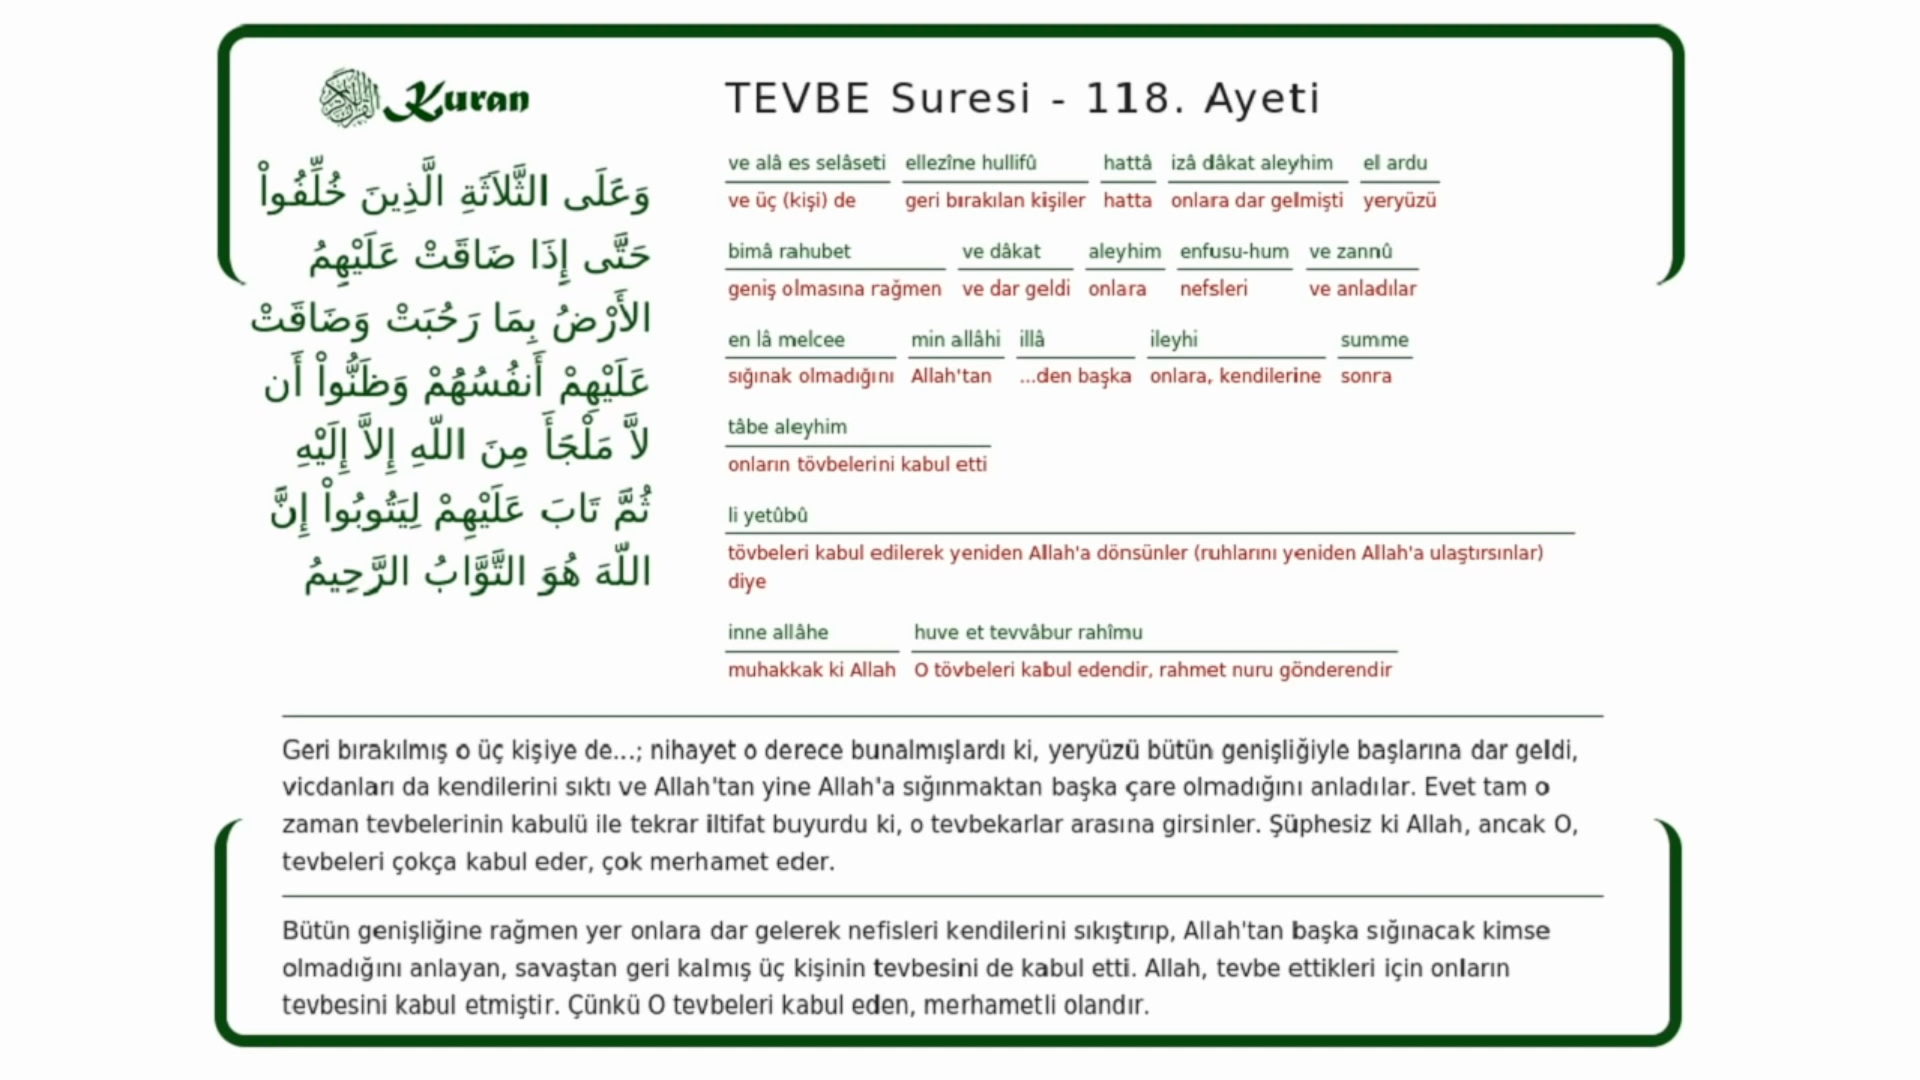 Kuran
TEVBE Suresi - 118. Ayeti
وَعَلَى الثَّلاَثَةِ الَّذِينَ خُلِّفُواْ
حَتَّى إِذَا ضَاقَتْ عَلَيْهِمُ
الأَرْضُ بِمَا رَحُبَتْ وَضَاقَتْ
عَلَيْهِمْ أَنفُسُهُمْ وَظَنُّواْ أَن
لاَّ مَلْجَأَ مِنَ اللّهِ إِلاَّ إِلَيْهِ
ثُمَّ تَابَ عَلَيْهِمْ لِيَتُوبُواْ إِنَّ
اللّهَ هُوَ التَّوَّابُ الرَّحِيمُ
ve alâ es selâseti ellezîne hullifû hattâ izâ dâkat aleyhim el ardu
ve üç (kişi) de geri bırakılan kişiler hatta onlara dar gelmişti yeryüzü
bimâ rahubet ve dâkat aleyhim enfusu-hum ve zannû
geniş olmasına rağmen ve dar geldi onlara nefsleri ve anladılar
en lâ melcee min allâhi illâ ileyhi summe
sığınak olmadığını Allah'tan ...den başka onlara, kendilerine sonra
tâbe aleyhim
onların tövbelerini kabul etti
li yetûbû
tövbeleri kabul edilerek yeniden Allah'a dönsünler (ruhlarını yeniden Allah'a ulaştırsınlar)
diye
inne allâhe huve et tevvâbur rahîmu
muhakkak ki Allah O tövbeleri kabul edendir, rahmet nuru gönderendir
Geri bırakılmış o üç kişiye de...; nihayet o derece bunalmışlardı ki, yeryüzü bütün genişliğiyle başlarına dar geldi,
vicdanları da kendilerini sıktı ve Allah'tan yine Allah'a sığınmaktan başka çare olmadığını anladılar. Evet tam o
zaman tevbelerinin kabulü ile tekrar iltifat buyurdu ki, o tevbekarlar arasına girsinler. Şüphesiz ki Allah, ancak O,
tevbeleri çokça kabul eder, çok merhamet eder.
Bütün genişliğine rağmen yer onlara dar gelerek nefisleri kendilerini sıkıştırıp, Allah'tan başka sığınacak kimse
olmadığını anlayan, savaştan geri kalmış üç kişinin tevbesini de kabul etti. Allah, tevbe ettikleri için onların
tevbesini kabul etmiştir. Çünkü O tevbeleri kabul eden, merhametli olandır.